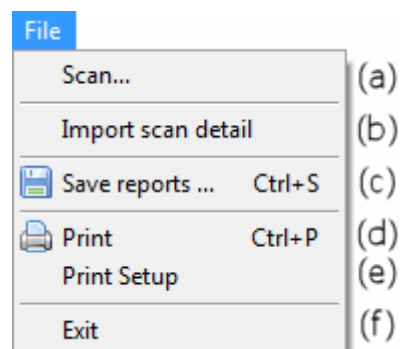 File
Scan... (a)
Import scan detail (b)
Save reports ... Ctrl+S (c)
Print Ctrl+P (d)
Print Setup (e)
Exit (f)